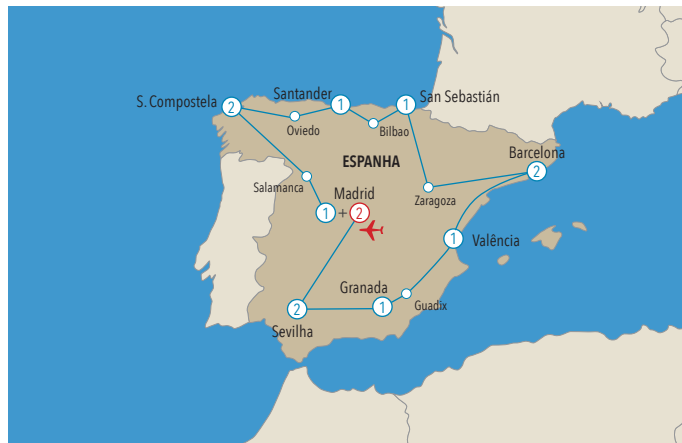 Santander
S. Compostela
2
1
1
San Sebastián
Oviedo
Bilbao
Barcelona
ESPANHA
2
Salamanca
Madrid
Zaragoza
1 + 2
1
Valência
Granada
2
1
Guadix
Sevilha